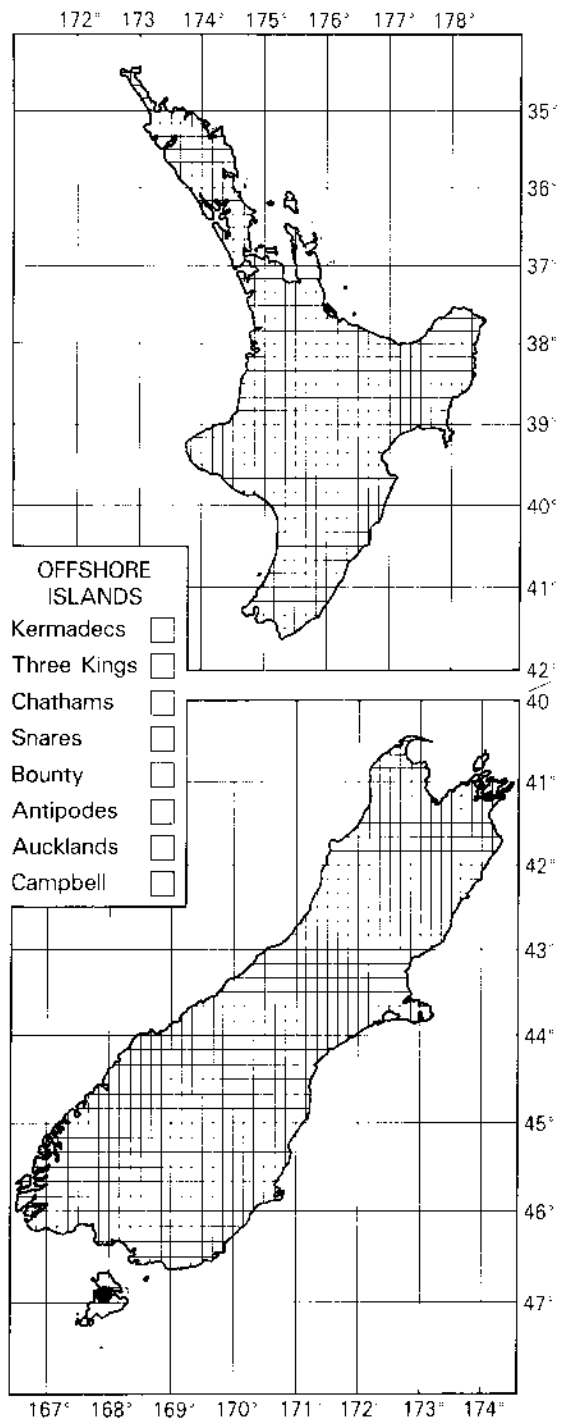 172° 173° 174° 175° 176° 177° 178°
35°
36°
37°
38°
39°
40°
41°
42°
OFFSHORE
ISLANDS
Kermadecs
Three Kings
Chathams
Snares
Bounty
Antipodes
Aucklands
Campbell
40
41°
42°
43°
44°
45°
46°
47°
167° 168° 169° 170° 171° 172° 173° 174°